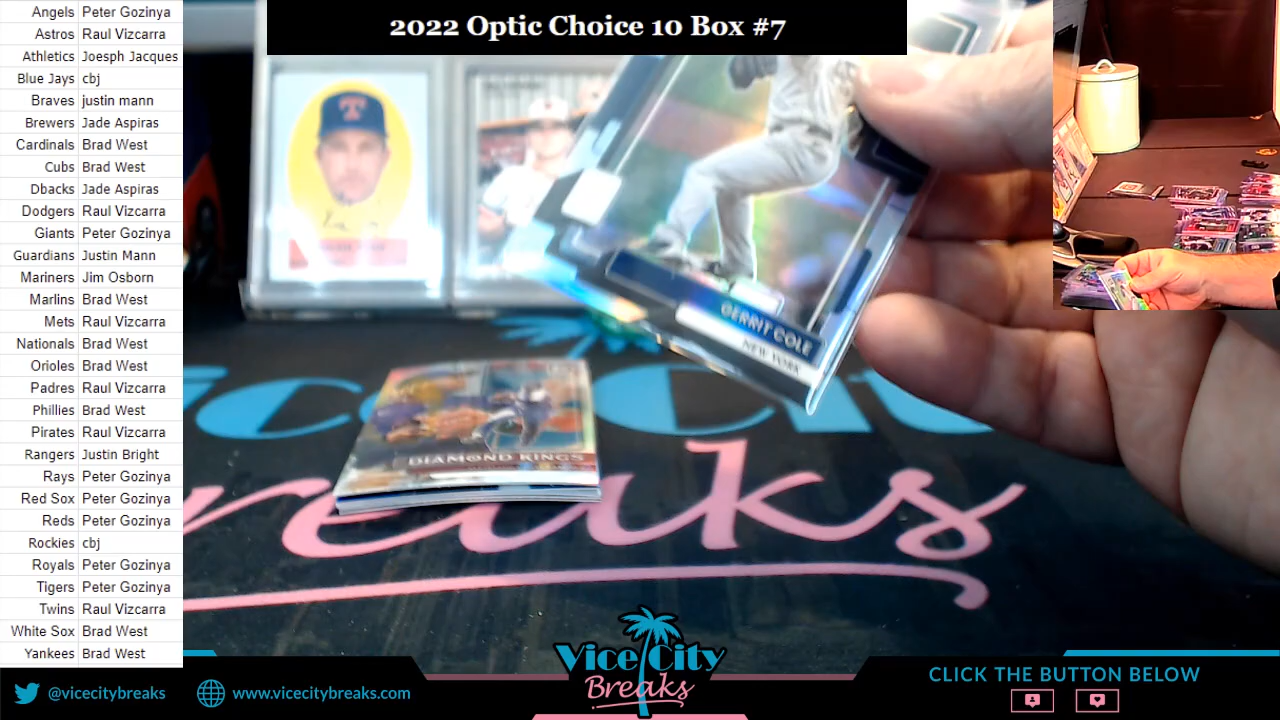 2022 Optic Choice 10 Box #7
Angels Peter Gozinya
Astros Raul Vizcarra
Athletics Joesph Jacques
Blue Jays cbj
Braves justin mann
Brewers Jade Aspiras
Cardinals Brad West
Cubs Brad West
Dbacks Jade Aspiras
Dodgers Raul Vizcarra
Giants Peter Gozinya
Guardians Justin Mann
Mariners Jim Osborn
Marlins Brad West
Mets Raul Vizcarra
Nationals Brad West
Orioles Brad West
Padres Raul Vizcarra
Phillies Brad West
Pirates Raul Vizcarra
Rangers Justin Bright
Rays Peter Gozinya
Red Sox Peter Gozinya
Reds Peter Gozinya
Rockies cbj
Royals Peter Gozinya
Tigers Peter Gozinya
Twins Raul Vizcarra
White Sox Brad West
Yankees Brad West
T
GERRIT COLE
NEW YORK
DIAMOND KINGS
Vice City
Breaks
@vicecitybreaks
www.vicecitybreaks.com
Vice City
Breaks
CLICK THE BUTTON BELOW